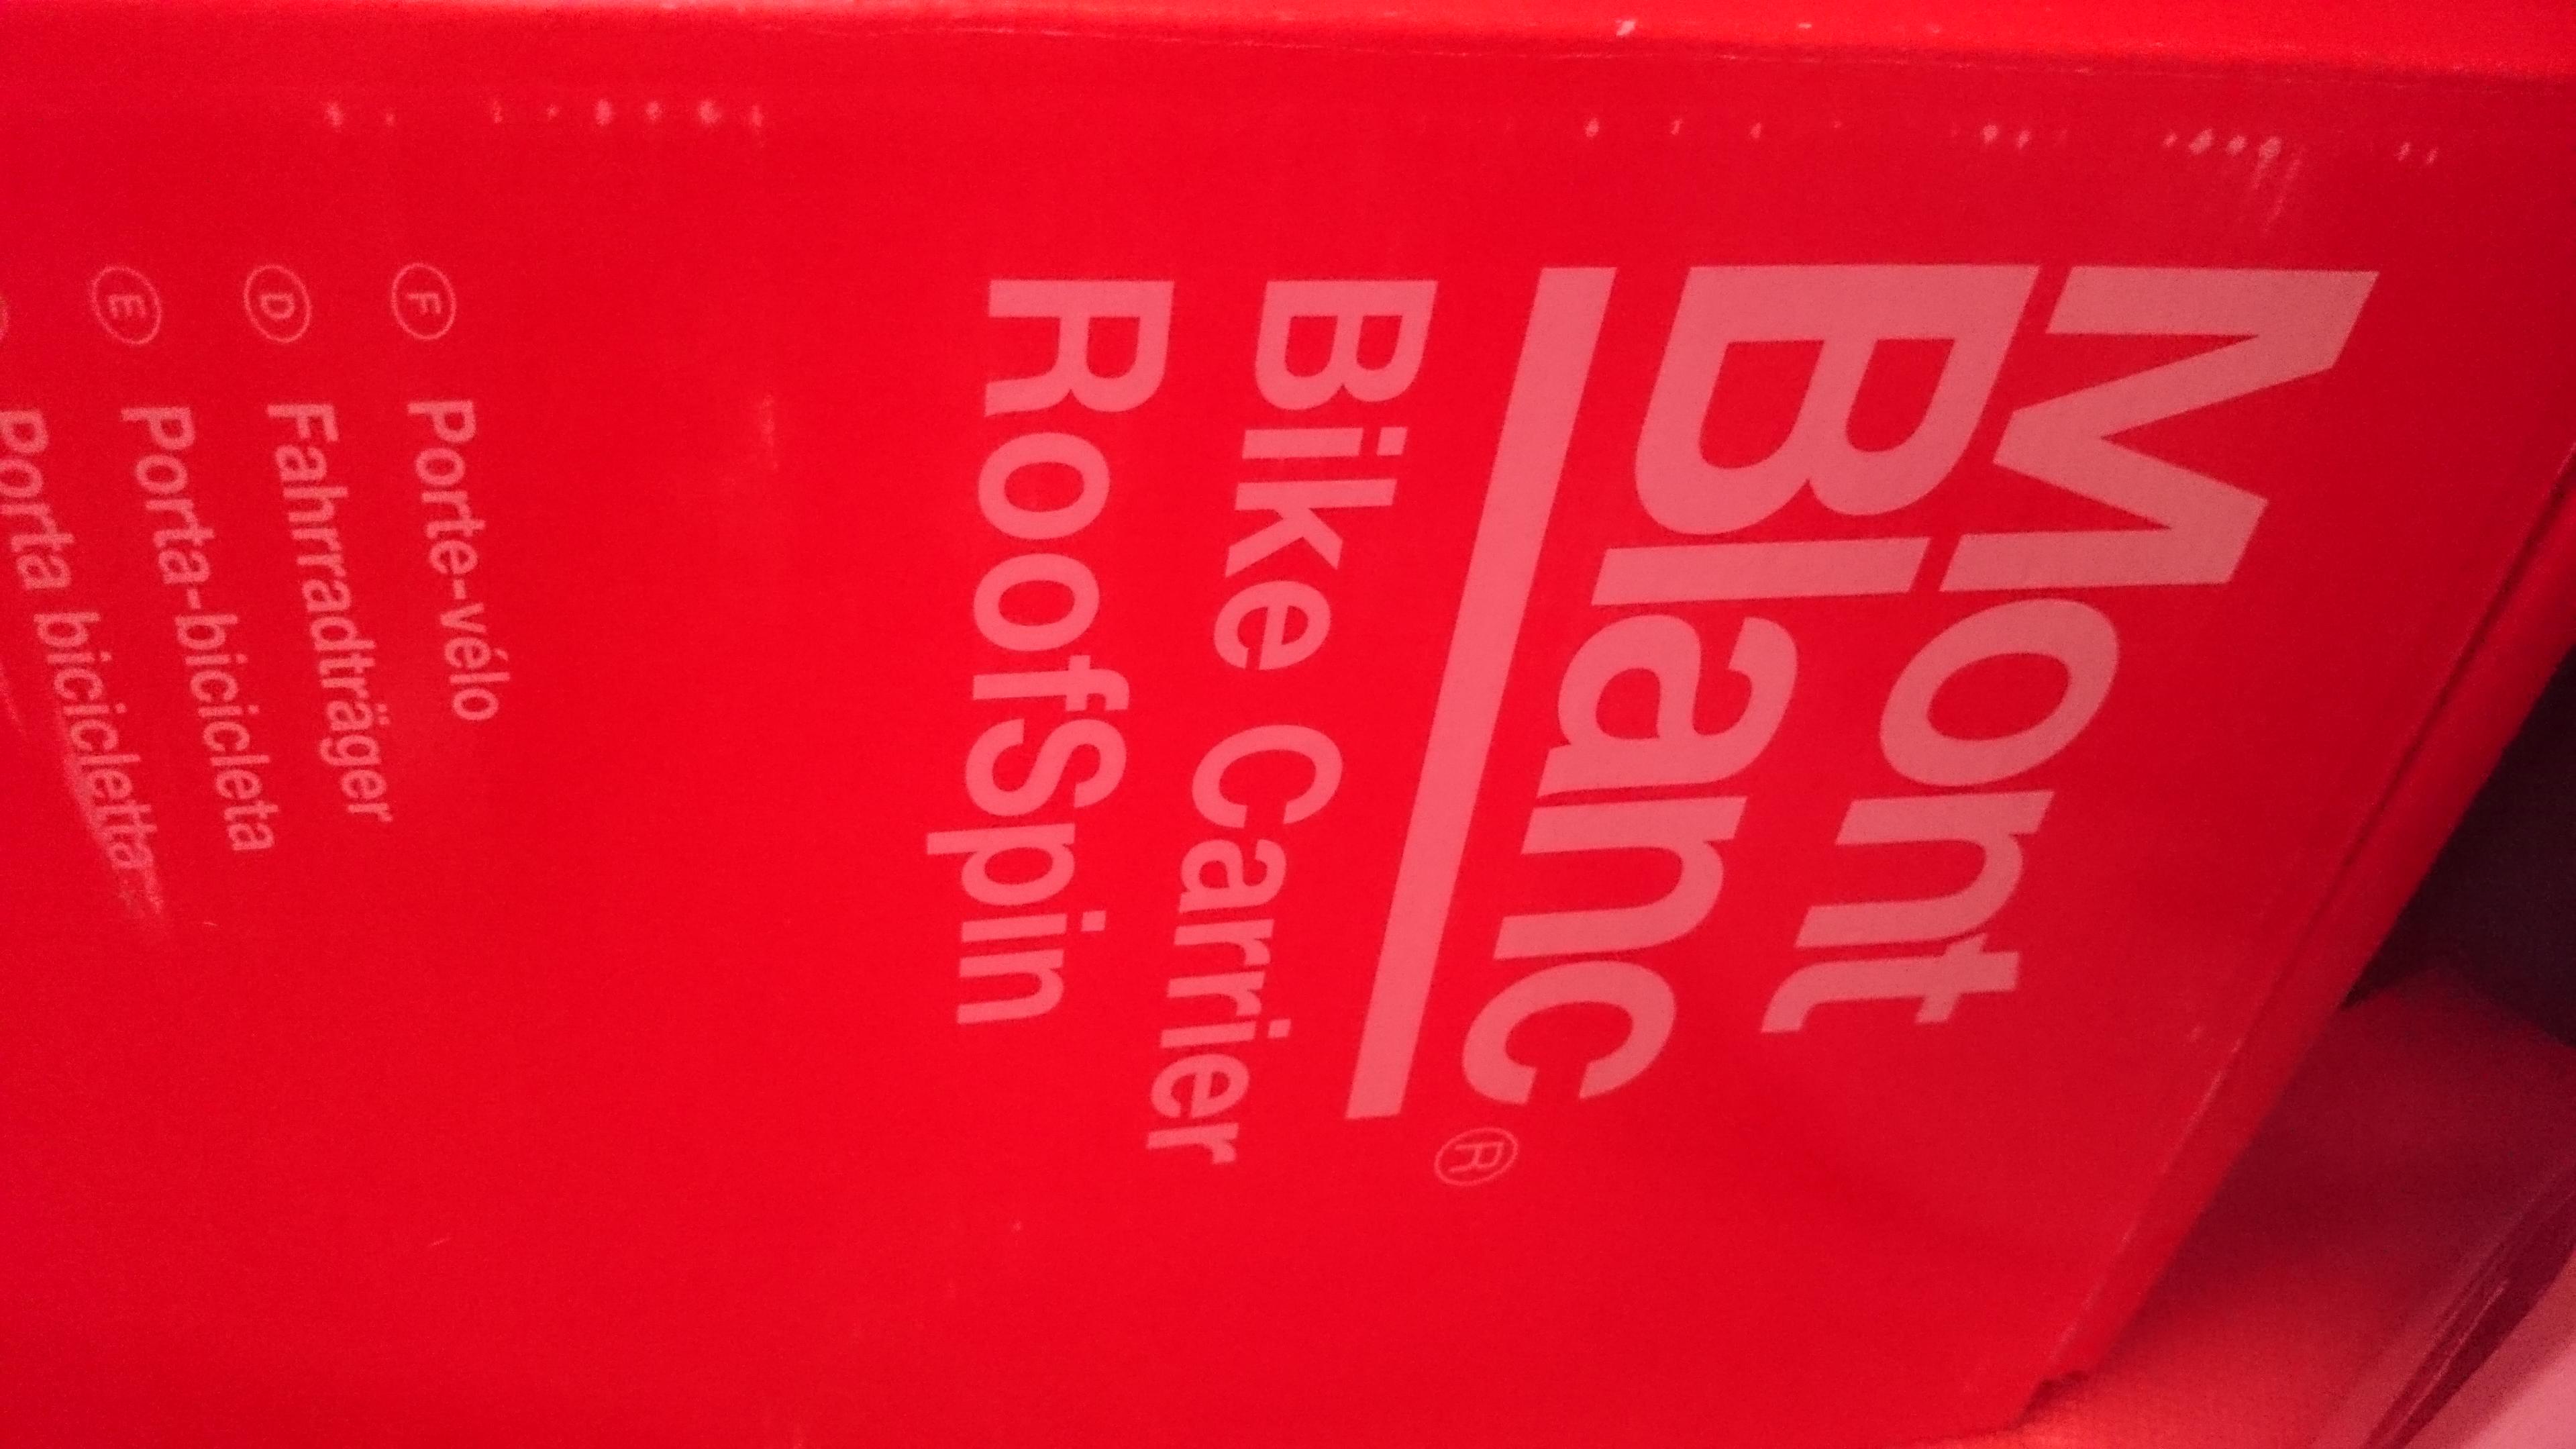 Mont
Blanc®
Bike Carrier
RoofSpin
F Porte-vélo
D Fahrradträger
E Porta-bicicleta
Porta bicicletta